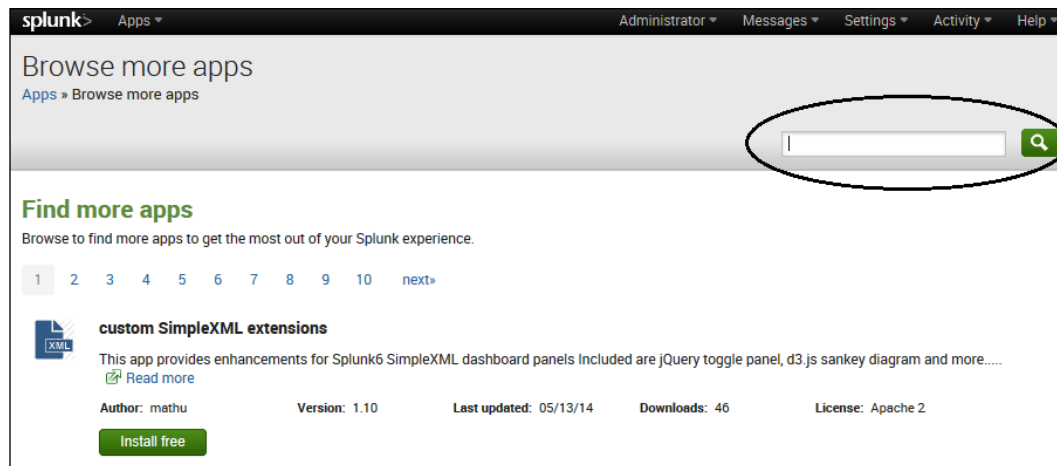 splunk> Apps Administrator Messages Settings Activity Help
Browse more apps
Apps » Browse more apps
Find more apps
Browse to find more apps to get the most out of your Splunk experience.
1 2 3 4 5 6 7 8 9 10 next»
custom SimpleXML extensions
XML
This app provides enhancements for Splunk6 SimpleXML dashboard panels Included are jQuery toggle panel, d3.js sankey diagram and more.....
Read more
Author: mathu Version: 1.10 Last updated: 05/13/14 Downloads: 46 License: Apache 2
Install free